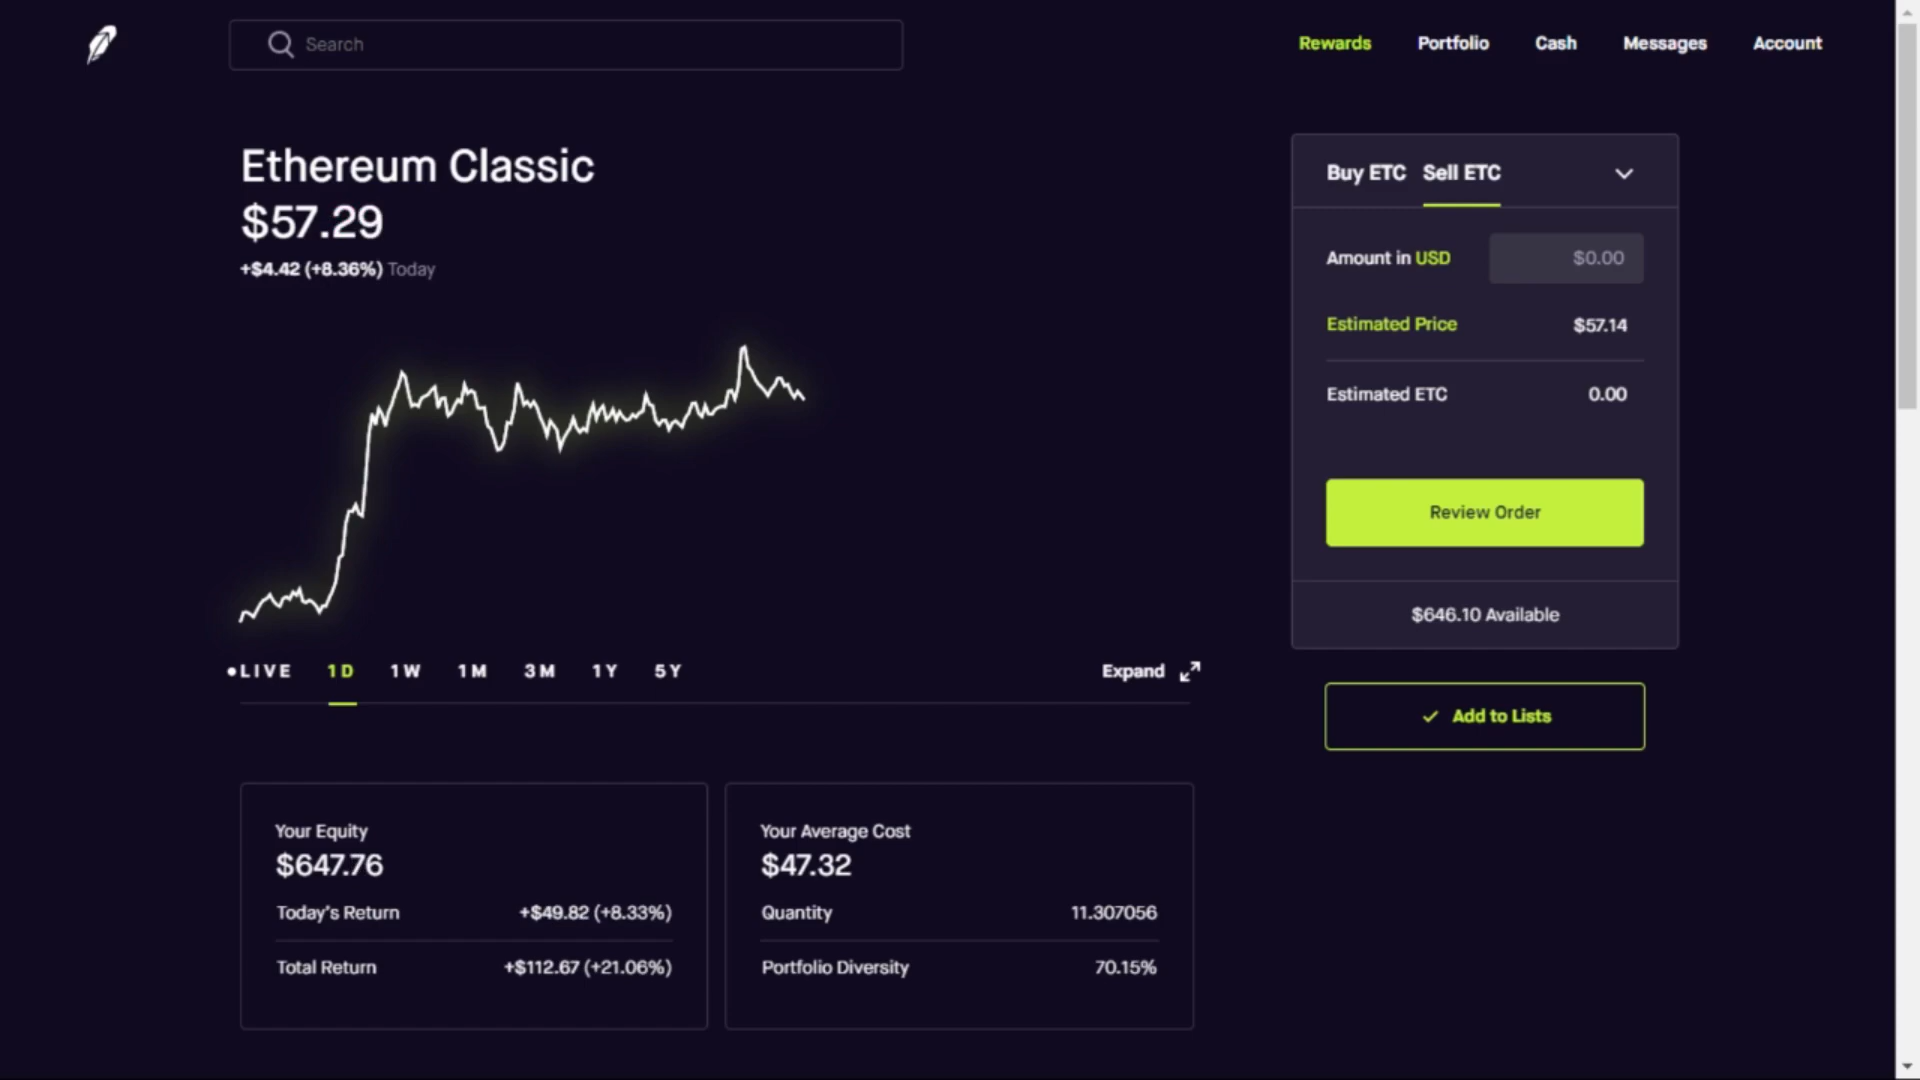 Search
Rewards Portfolio Cash Messages Account
Ethereum Classic
$57.29
+$4.42 (+8.36%) Today
Buy ETC Sell ETC
Amount in USD $0.00
Estimated Price $57.14
Estimated ETC 0.00
Review Order
$646.10 Available
Add to Lists
LIVE 1D 1W 1M 3M 1Y 5Y Expand
Your Equity
$647.76
Today's Return +$49.82 (+8.33%)
Total Return +$112.67 (+21.06%)
Your Average Cost
$47.32
Quantity 11.307056
Portfolio Diversity 70.15%